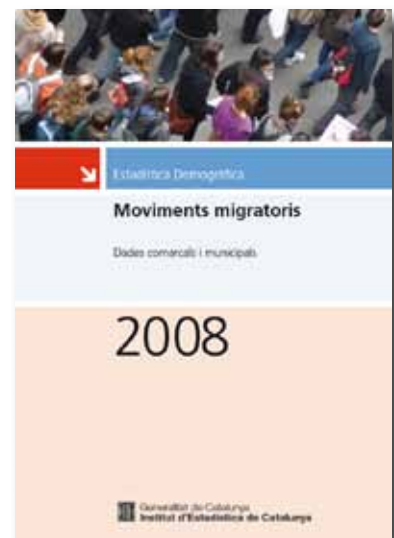 Estadística Demogràfica
Moviments migratoris
Dades comarcals i municipals
2008
Generalitat de Catalunya
Institut d'Estadística de Catalunya